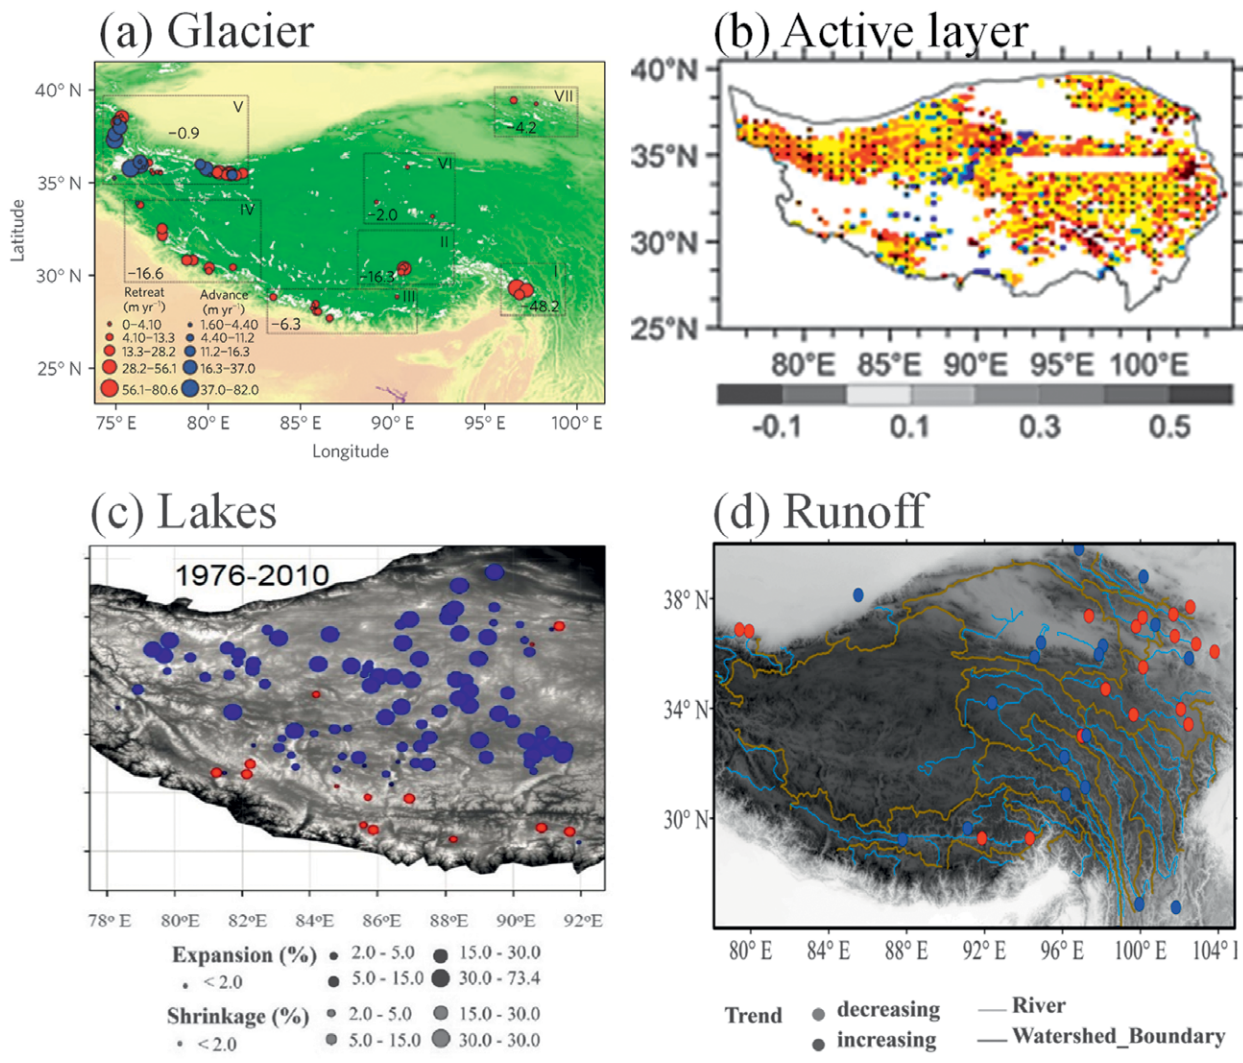 (a) Glacier
40° N
35° N
30° N
25° N
Latitude
V
−0.9
VII
−4.2
VI
−2.0
IV
−16.6
II
−16.3
III
−6.3
I
−48.2
Retreat
(m yr⁻¹)
0–4.10
4.10–13.3
13.3–28.2
28.2–56.1
56.1–80.6
Advance
(m yr⁻¹)
1.60–4.40
4.40–11.2
11.2–16.3
16.3–37.0
37.0–82.0
75° E
80° E
85° E
90° E
100° E
Longitude
(b) Active layer
40°N
35°N
30°N
25°N
80°E
85°E
90°E
95°E
100°E
-0.1
0.1
0.3
0.5
(c) Lakes
1976-2010
78° E
80°E
82°E
84°E
86°E
88°E
90°E
92°E
Expansion (%)
< 2.0
2.0 - 5.0
5.0 - 15.0
15.0 - 30.0
30.0 - 73.4
Shrinkage (%)
<2.0
2.0 - 5.0
5.0 - 15.0
15.0 - 30.0
30.0 - 30.0
(d) Runoff
38° N
34° N
30° N
80° E
84° E
88° E
92° E
96° E
100° E
104° 1
Trend
decreasing
increasing
River
Watershed_Boundary